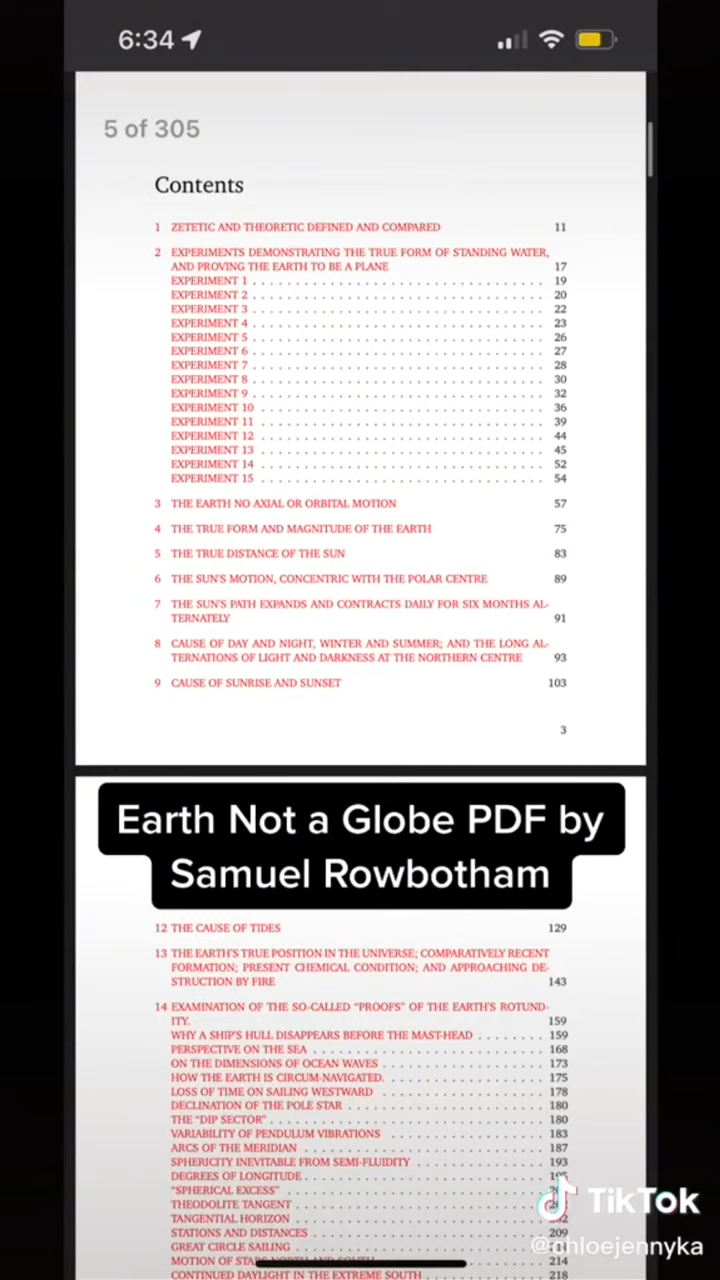 6:34
5 of 305
Contents
1 ZETETIC AND THEORETIC DEFINED AND COMPARED 11
2 EXPERIMENTS DEMONSTRATING THE TRUE FORM OF STANDING WATER,
AND PROVING THE EARTH TO BE A PLANE 17
EXPERIMENT 1 . . . . . . . . . . . . . . . . . . . . . . . . . . . . . . . . . 19
EXPERIMENT 2 . . . . . . . . . . . . . . . . . . . . . . . . . . . . . . . . . 20
EXPERIMENT 3 . . . . . . . . . . . . . . . . . . . . . . . . . . . . . . . . . 22
EXPERIMENT 4 . . . . . . . . . . . . . . . . . . . . . . . . . . . . . . . . . 23
EXPERIMENT 5 . . . . . . . . . . . . . . . . . . . . . . . . . . . . . . . . . 26
EXPERIMENT 6 . . . . . . . . . . . . . . . . . . . . . . . . . . . . . . . . . 27
EXPERIMENT 7 . . . . . . . . . . . . . . . . . . . . . . . . . . . . . . . . . 28
EXPERIMENT 8 . . . . . . . . . . . . . . . . . . . . . . . . . . . . . . . . . 30
EXPERIMENT 9 . . . . . . . . . . . . . . . . . . . . . . . . . . . . . . . . . 32
EXPERIMENT 10 . . . . . . . . . . . . . . . . . . . . . . . . . . . . . . . . 36
EXPERIMENT 11 . . . . . . . . . . . . . . . . . . . . . . . . . . . . . . . . 39
EXPERIMENT 12 . . . . . . . . . . . . . . . . . . . . . . . . . . . . . . . . 44
EXPERIMENT 13 . . . . . . . . . . . . . . . . . . . . . . . . . . . . . . . . 45
EXPERIMENT 14 . . . . . . . . . . . . . . . . . . . . . . . . . . . . . . . . 52
EXPERIMENT 15 . . . . . . . . . . . . . . . . . . . . . . . . . . . . . . . . 54
3 THE EARTH NO AXIAL OR ORBITAL MOTION 57
4 THE TRUE FORM AND MAGNITUDE OF THE EARTH 75
5 THE TRUE DISTANCE OF THE SUN 83
6 THE SUN'S MOTION, CONCENTRIC WITH THE POLAR CENTRE 89
7 THE SUN'S PATH EXPANDS AND CONTRACTS DAILY FOR SIX MONTHS AL-
TERNATELY 91
8 CAUSE OF DAY AND NIGHT, WINTER AND SUMMER; AND THE LONG AL-
TERNATIONS OF LIGHT AND DARKNESS AT THE NORTHERN CENTRE 93
9 CAUSE OF SUNRISE AND SUNSET 103
3
Earth Not a Globe PDF by
Samuel Rowbotham
12 THE CAUSE OF TIDES 129
13 THE EARTH'S TRUE POSITION IN THE UNIVERSE; COMPARATIVELY RECENT
FORMATION; PRESENT CHEMICAL CONDITION; AND APPROACHING DE-
STRUCTION BY FIRE 143
14 EXAMINATION OF THE SO-CALLED "PROOFS" OF THE EARTH'S ROTUND-
ITY. 159
WHY A SHIP'S HULL DISAPPEARS BEFORE THE MAST-HEAD . . . . . . . 159
PERSPECTIVE ON THE SEA . . . . . . . . . . . . . . . . . . . . . . . . . 168
ON THE DIMENSIONS OF OCEAN WAVES . . . . . . . . . . . . . . . . . 173
HOW THE EARTH IS CIRCUM-NAVIGATED. . . . . . . . . . . . . . . . . 175
LOSS OF TIME ON SAILING WESTWARD . . . . . . . . . . . . . . . . . 178
DECLINATION OF THE POLE STAR . . . . . . . . . . . . . . . . . . . . . 180
THE "DIP SECTOR" . . . . . . . . . . . . . . . . . . . . . . . . . . . . . . 180
VARIABILITY OF PENDULUM VIBRATIONS . . . . . . . . . . . . . . . . 183
ARCS OF THE MERIDIAN . . . . . . . . . . . . . . . . . . . . . . . . . . 187
SPHERICITY INEVITABLE FROM SEMI-FLUIDITY . . . . . . . . . . . . . 193
DEGREES OF LONGITUDE . . . . . . . . . . . . . . . . . . . . . . . . . .
"SPHERICAL EXCESS" . . . . . . . . . . . . . . . . . . . . . . . . . . . .
THEODOLITE TANGENT . . . . . . . . . . . . . . . . . . . . . . . . . . .
TANGENTIAL HORIZON . . . . . . . . . . . . . . . . . . . . . . . . . . .
STATIONS AND DISTANCES . . . . . . . . . . . . . . . . . . . . . . . . . 209
GREAT CIRCLE SAILING
MOTION OF STARS NORTH AND SOUTH . . . . . . . . . . . . . . . . . . 214
CONTINUED DAYLIGHT IN THE EXTREME SOUTH . . . . . . . . . . . . . 218
TikTok
@chloejennyka